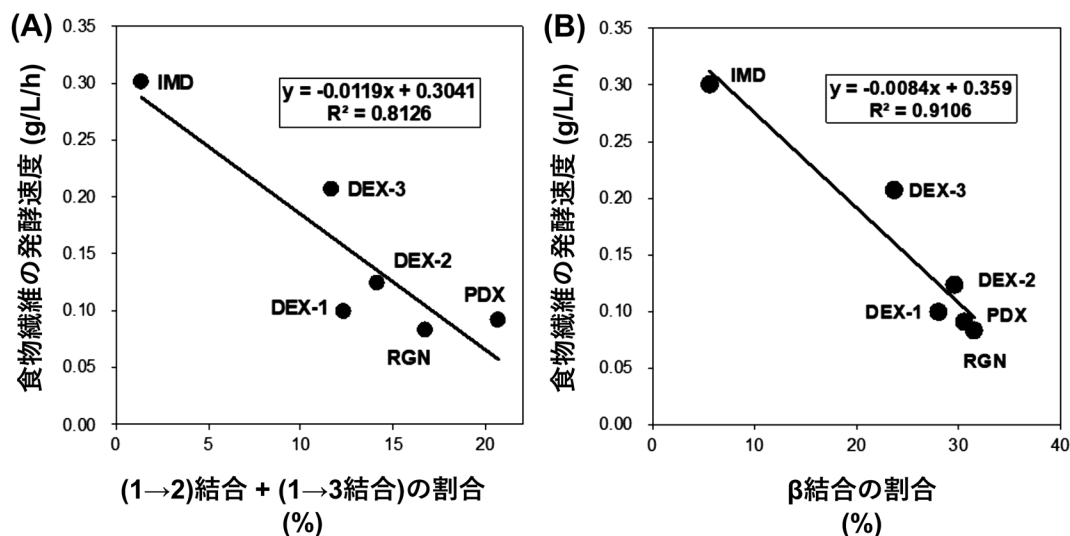 (A)
食物繊維の発酵速度 (g/L/h)
0.35
0.30
0.25
0.20
0.15
0.10
0.05
0.00
IMD
y = -0.0119x + 0.3041
R² = 0.8126
DEX-3
DEX-2
DEX-1
PDX
RGN
0 5 10 15 20
(1→2)結合 + (1→3結合)の割合
(%)
(B)
食物繊維の発酵速度 (g/L/h)
0.35
0.30
0.25
0.20
0.15
0.10
0.05
0.00
IMD
y = -0.0084x + 0.359
R² = 0.9106
DEX-3
DEX-2
DEX-1
PDX
RGN
0 10 20 30 40
β結合の割合
(%)